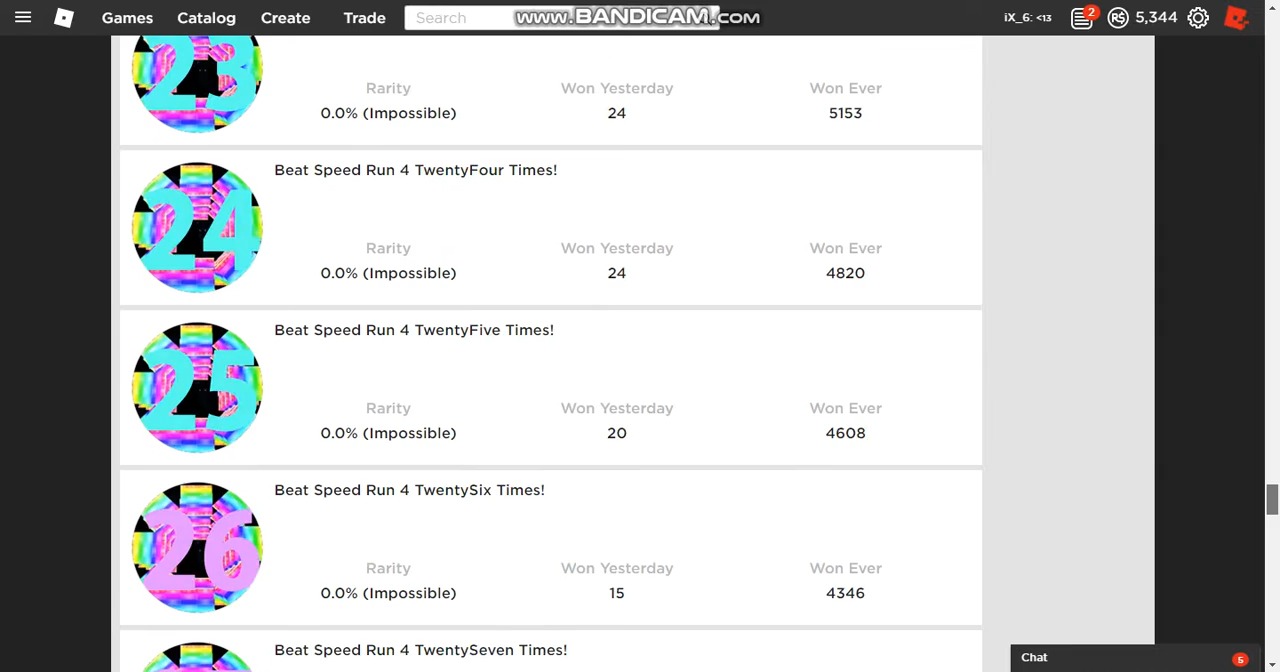 Games Catalog Create Trade Search www.BANDICAM.COM iX_6: <13 2 R$ 5,344
23
Rarity Won Yesterday Won Ever
0.0% (Impossible) 24 5153
Beat Speed Run 4 TwentyFour Times!
24
Rarity Won Yesterday Won Ever
0.0% (Impossible) 24 4820
Beat Speed Run 4 TwentyFive Times!
25
Rarity Won Yesterday Won Ever
0.0% (Impossible) 20 4608
Beat Speed Run 4 TwentySix Times!
26
Rarity Won Yesterday Won Ever
0.0% (Impossible) 15 4346
Beat Speed Run 4 TwentySeven Times!
Chat 5